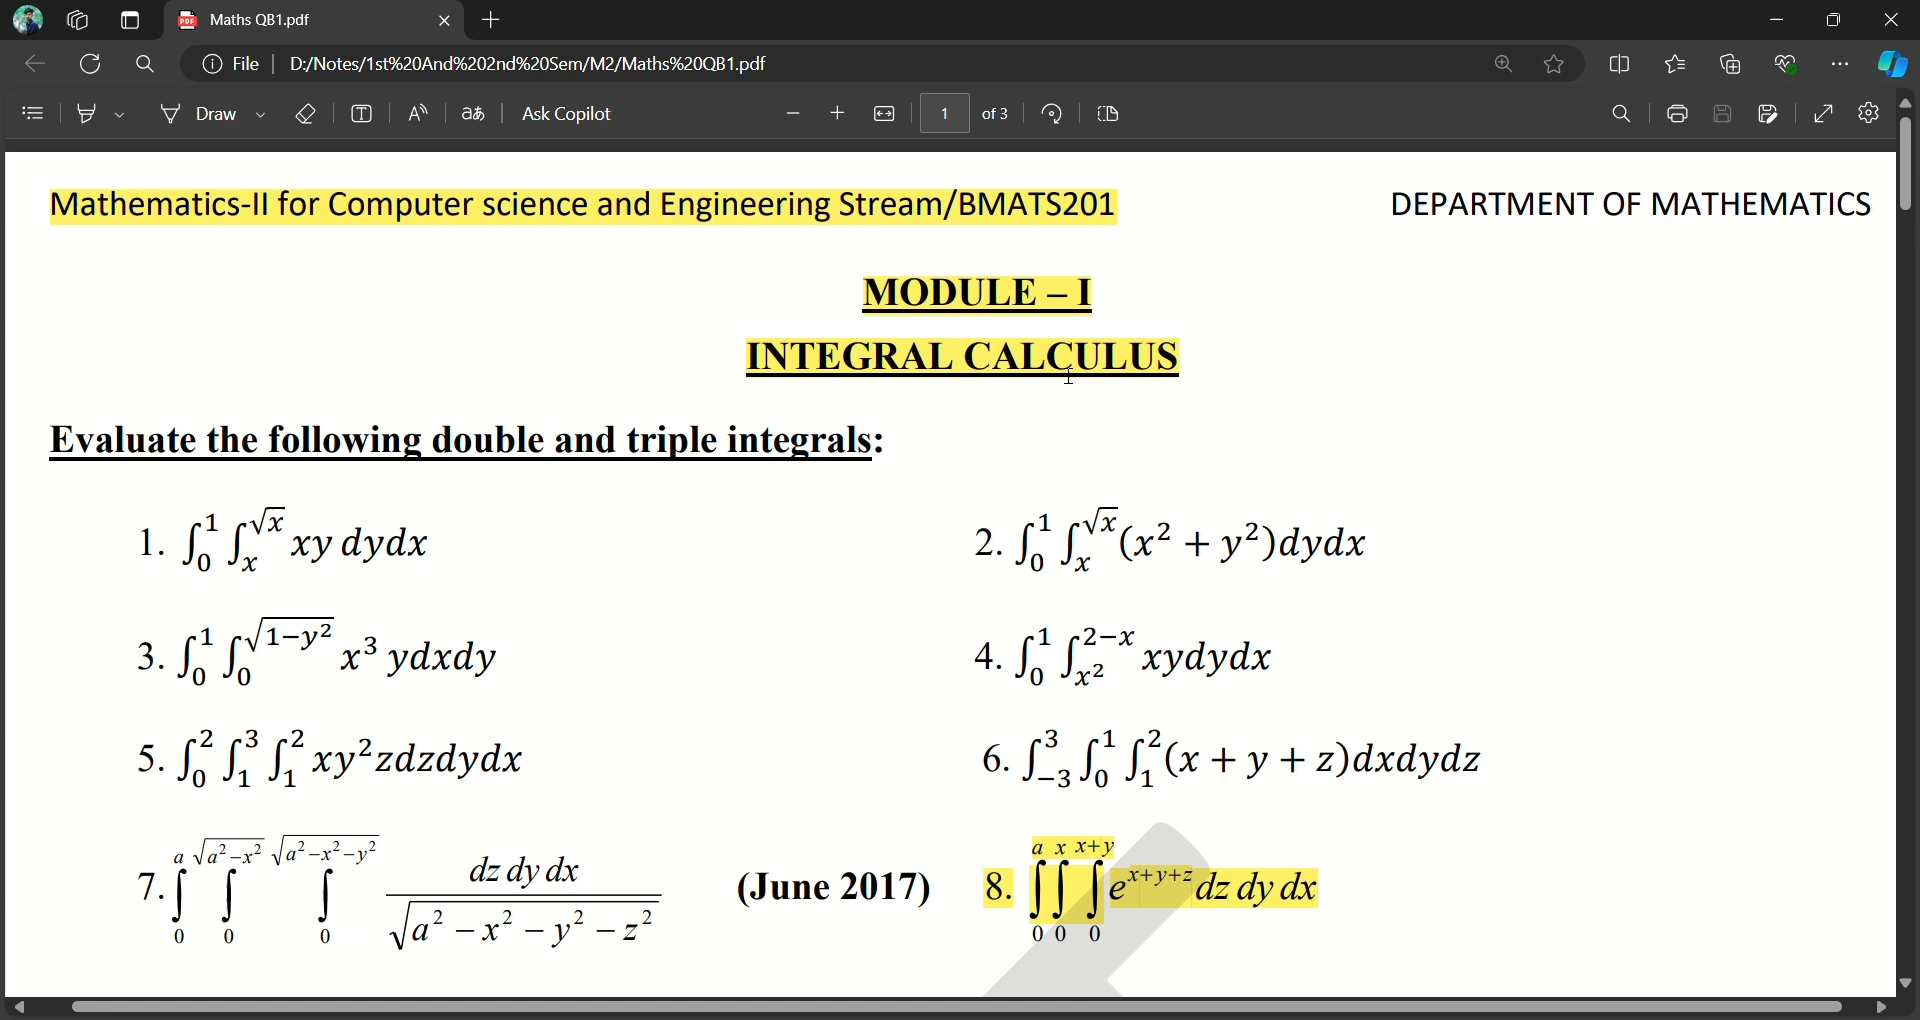 Maths QB1.pdf
File D:/Notes/1st%20And%202nd%20Sem/M2/Maths%20QB1.pdf
Draw Ask Copilot 1 of 3
Mathematics-II for Computer science and Engineering Stream/BMATS201 DEPARTMENT OF MATHEMATICS
MODULE – I
INTEGRAL CALCULUS
Evaluate the following double and triple integrals:
1. ∫₀¹ ∫ₓ^√x xy dydx 2. ∫₀¹ ∫ₓ^√x (x² + y²)dydx
3. ∫₀¹ ∫₀^√(1−y²) x³ ydxdy 4. ∫₀¹ ∫_{x²}^{2−x} xydydx
5. ∫₀² ∫₁³ ∫₁² xy²zdzdydx 6. ∫₋₃³ ∫₀¹ ∫₁² (x + y + z)dxdydz
7. ∫₀^a ∫₀^√(a²−x²) ∫₀^√(a²−x²−y²) dz dy dx / √(a² − x² − y² − z²) (June 2017) 8. ∫₀^a ∫₀^x ∫₀^{x+y} e^{x+y+z} dz dy dx